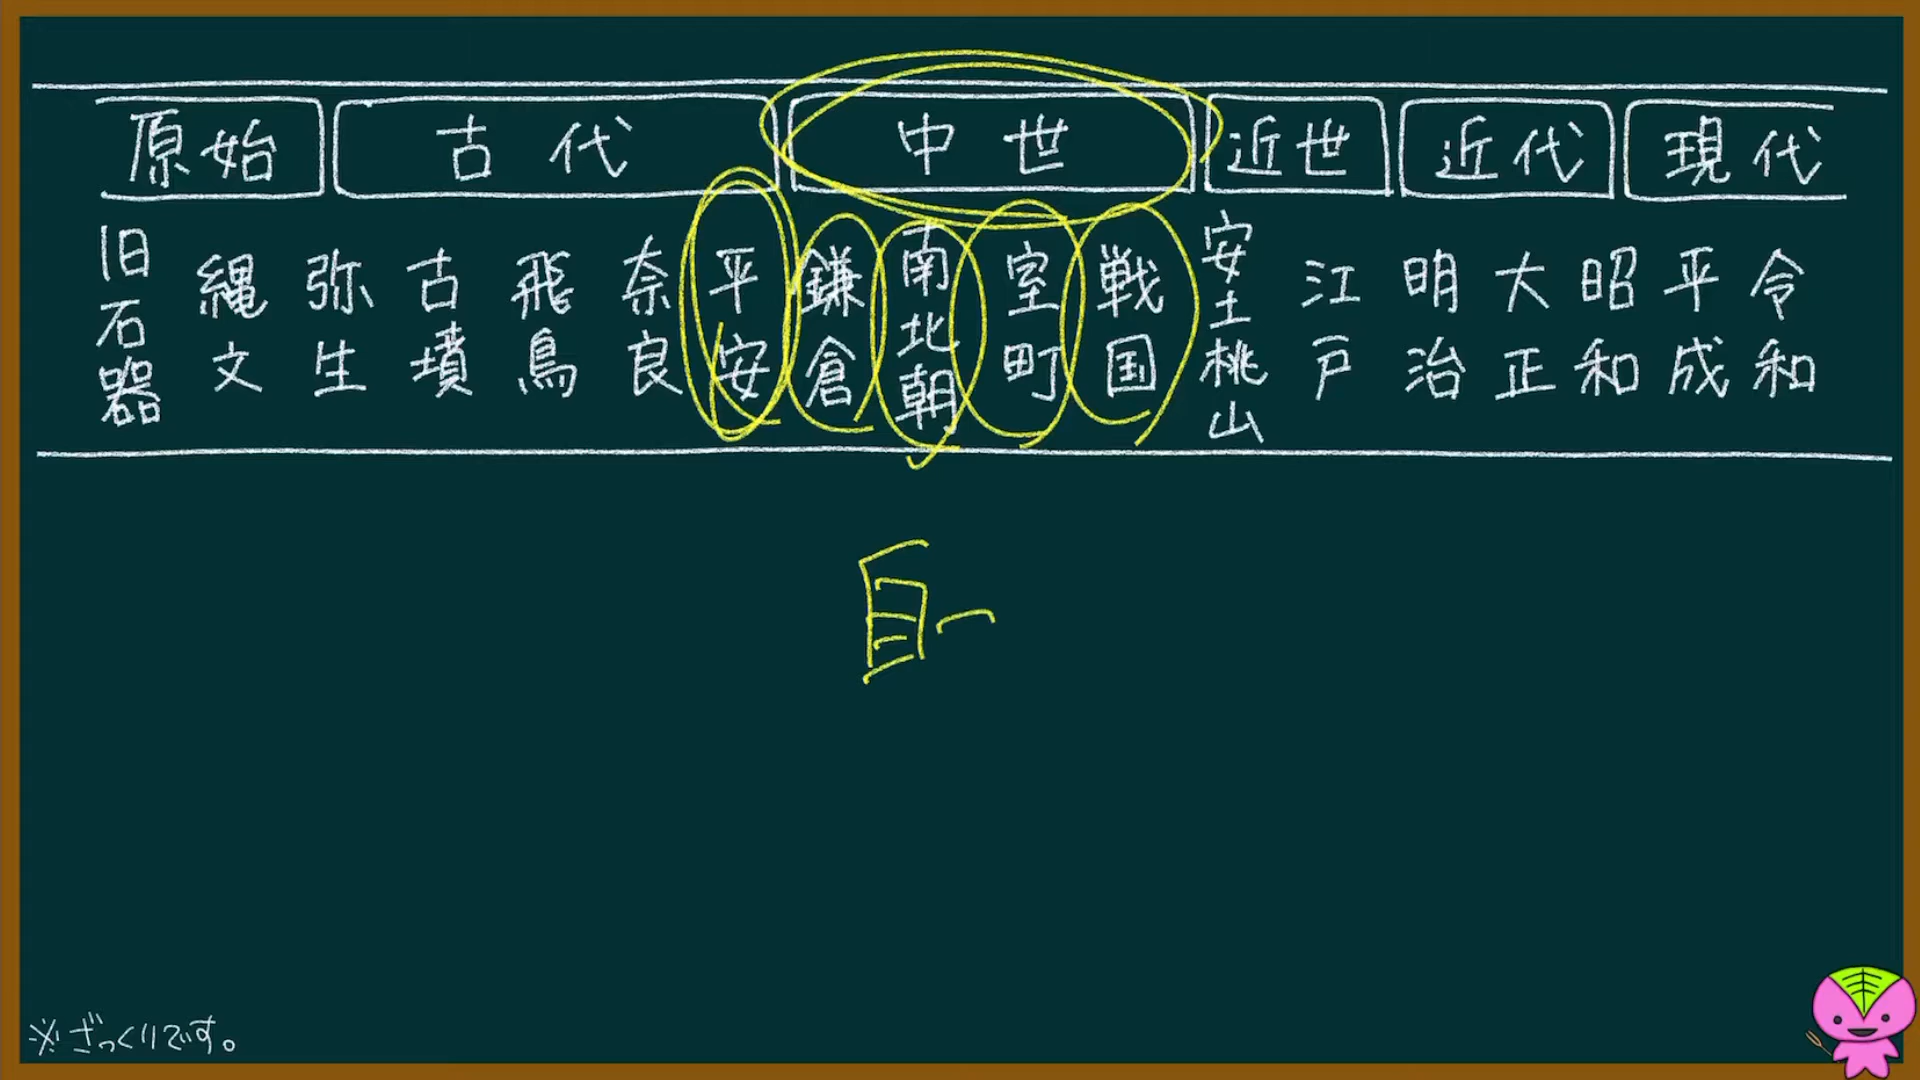 原始 古代 中世 近世 近代 現代
旧石器 縄文 弥生 古墳 飛鳥 奈良 平安 鎌倉 南北朝 室町 戦国 安土桃山 江戸 明治 大正 昭和 平成 令和
※ざっくりです。